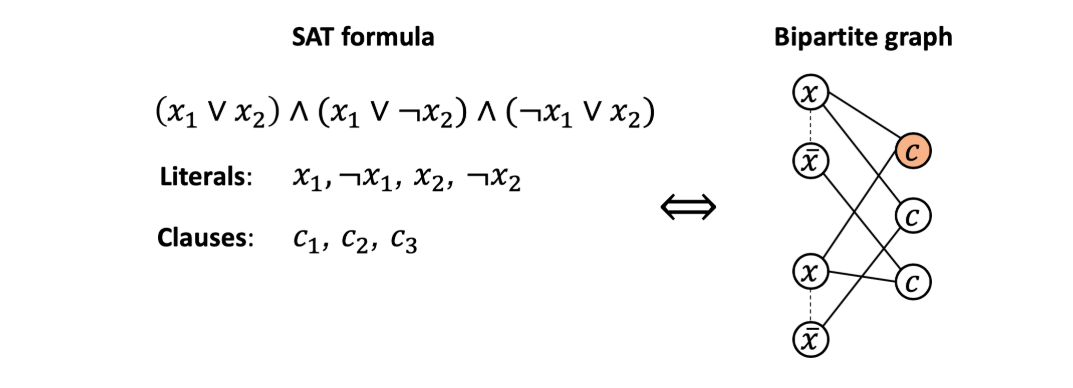 SAT formula
(x₁ ∨ x₂) ∧ (x₁ ∨ ¬x₂) ∧ (¬x₁ ∨ x₂)
Literals: x₁, ¬x₁, x₂, ¬x₂
Clauses: c₁, c₂, c₃
⟺
Bipartite graph
x
c
x̄
c
x
c
x̄